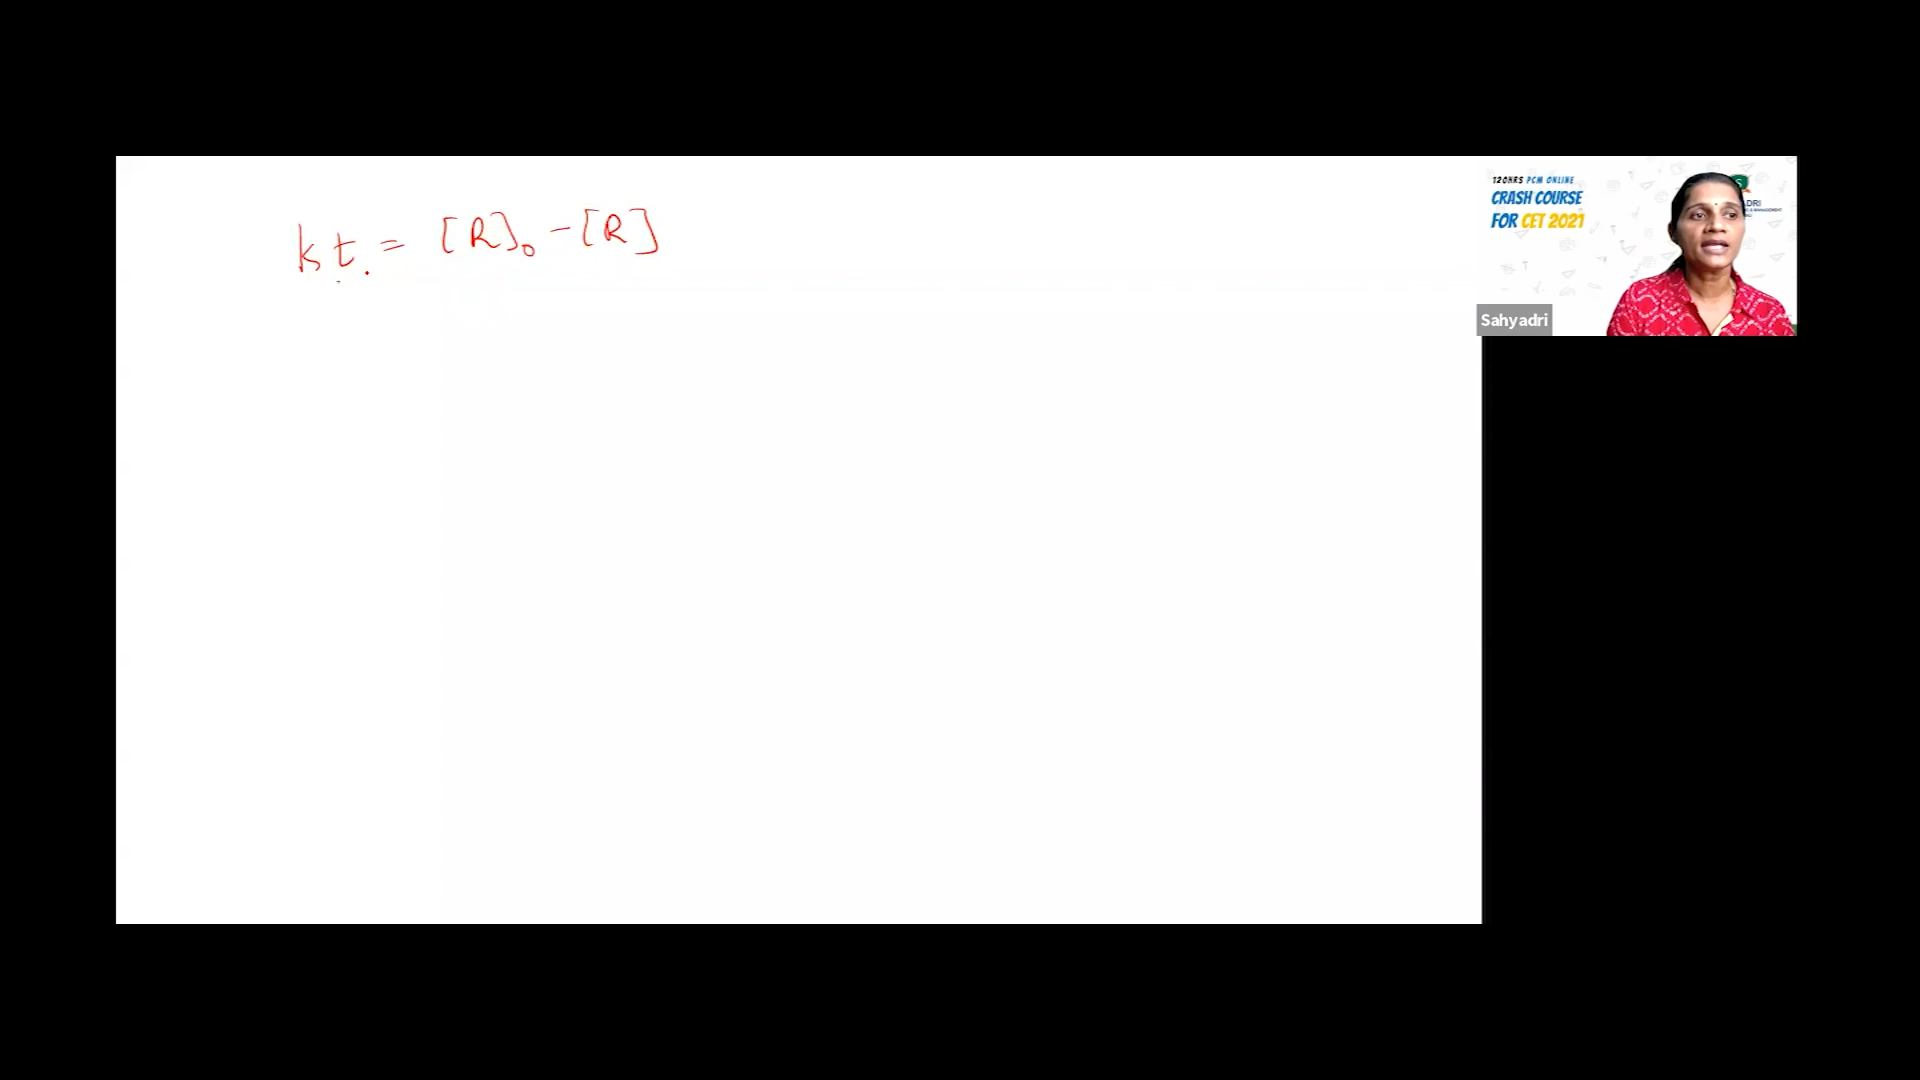 kt = [R]₀ - [R]
120HRS PCM ONLINE
CRASH COURSE
FOR CET 2021
Sahyadri